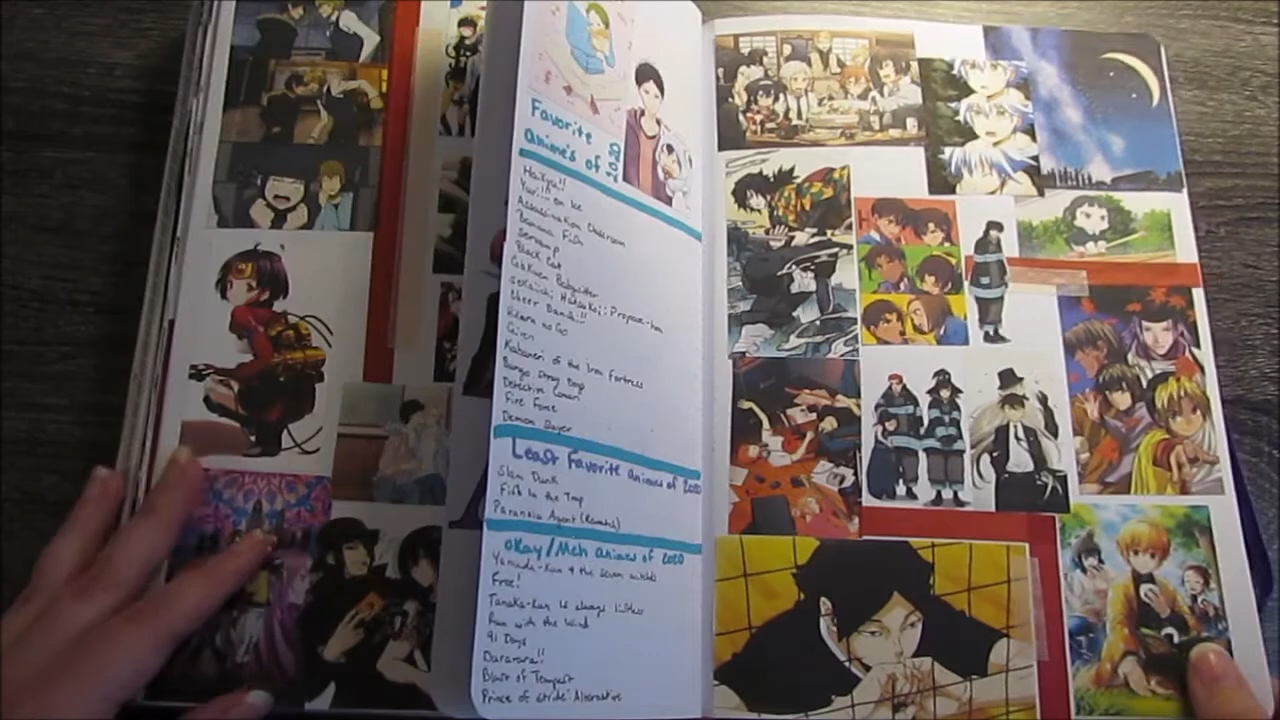 Favorite
anime's of 2020
Haikyu!!
Yuri!!! on Ice
Assassination Classroom
Banana Fish
Servamp
Black Cat
Gakuen Babysitter
Sekaiichi Hatsukoi: Propose-hen
Cheer Danshi!!
Hikaru no Go
Given
Kabaneri of the Iron Fortress
Bungo Stray Dogs
Detective Conan
Fire Force
Demon Slayer
Least Favorite animes of 2020
Slam Dunk
Fish in the Trap
Paranoia Agent (Rewatch)
Okay/Meh animes of 2020
Yamada-Kun & the seven witches
Free!
Tanaka-kun is always listless
Run with the Wind
91 Days
Durarara!!
Blast of Tempest
Prince of Stride: Alternative